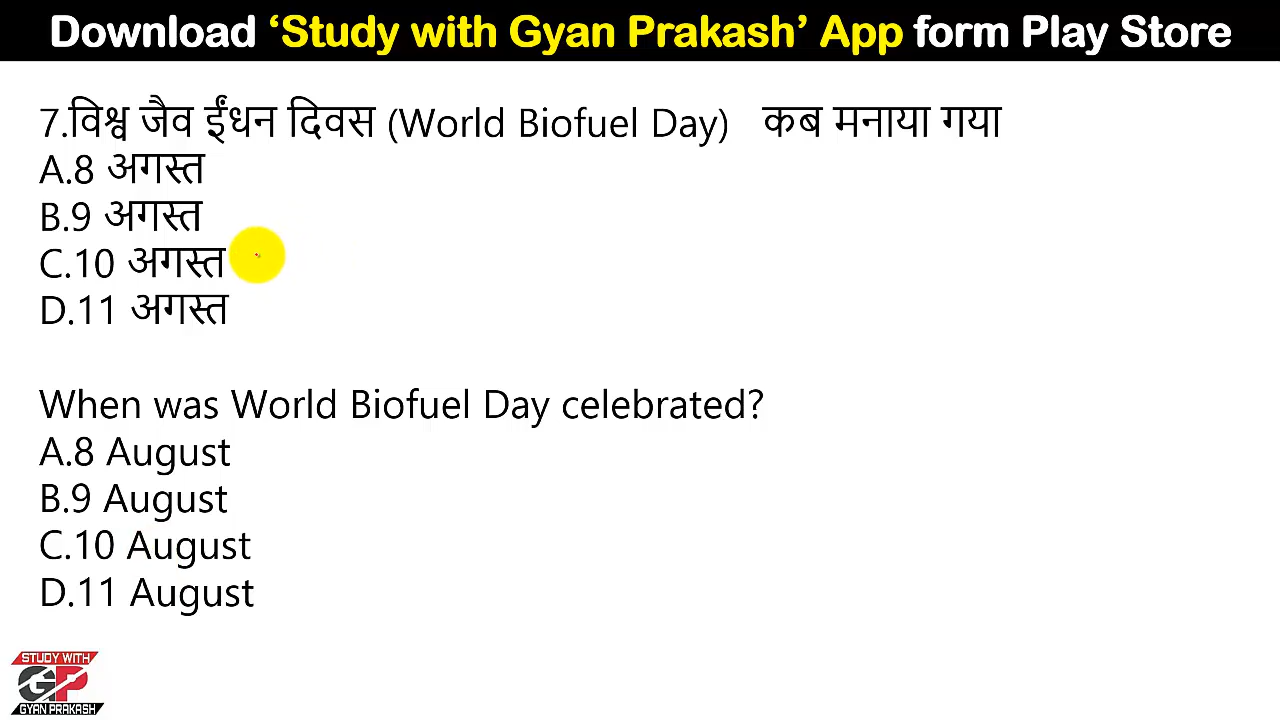 Download ‘Study with Gyan Prakash’ App form Play Store
7.विश्व जैव ईंधन दिवस (World Biofuel Day) कब मनाया गया
A.8 अगस्त
B.9 अगस्त
C.10 अगस्त
D.11 अगस्त
When was World Biofuel Day celebrated?
A.8 August
B.9 August
C.10 August
D.11 August
STUDY WITH
GP
GYAN PRAKASH